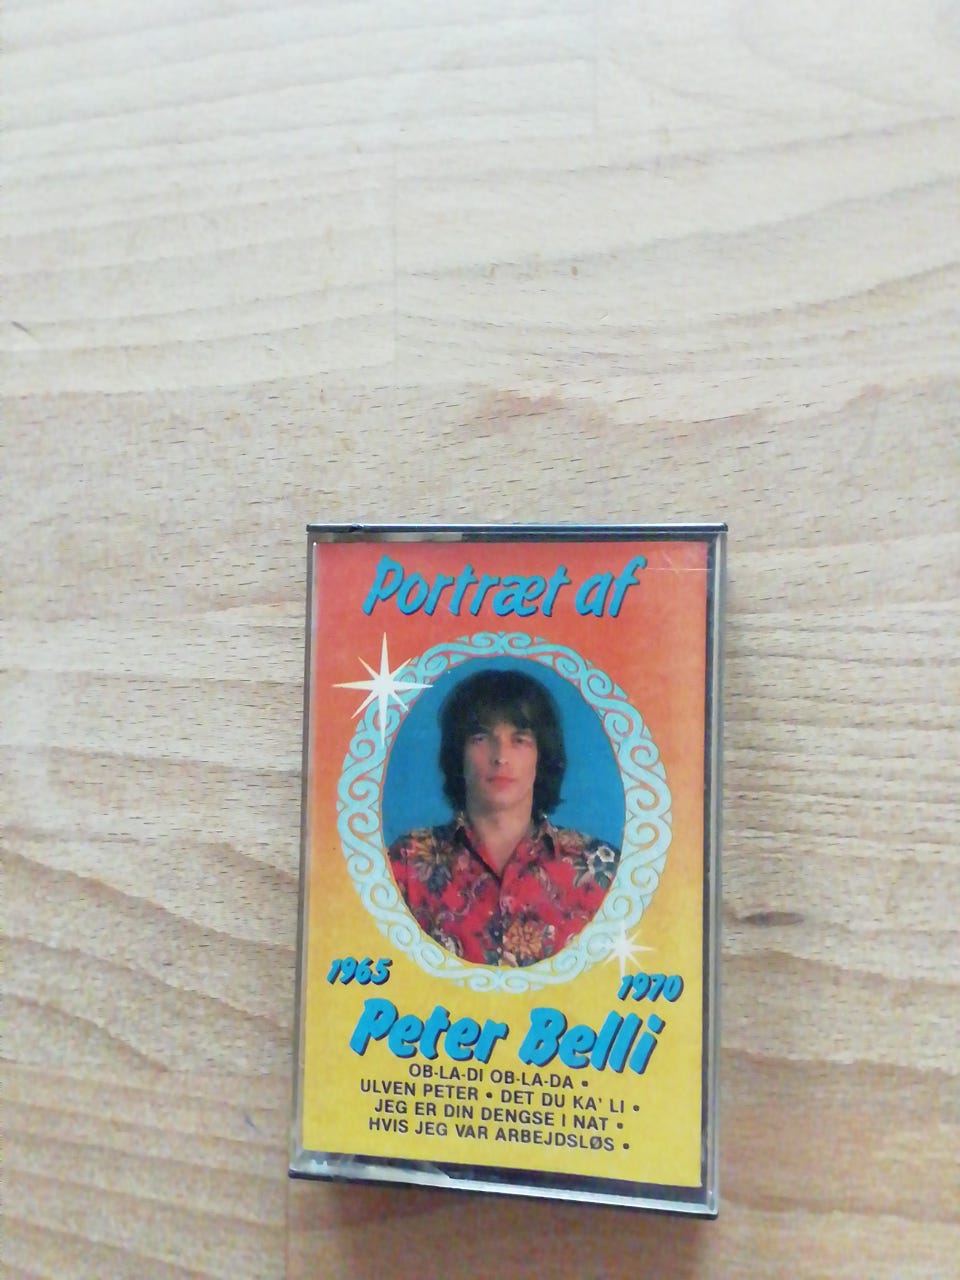 Portræt af
1965
1970
Peter Belli
OB-LA-DI OB-LA-DA •
ULVEN PETER • DET DU KA' LI •
JEG ER DIN DENGSE I NAT •
HVIS JEG VAR ARBEJDSLØS •